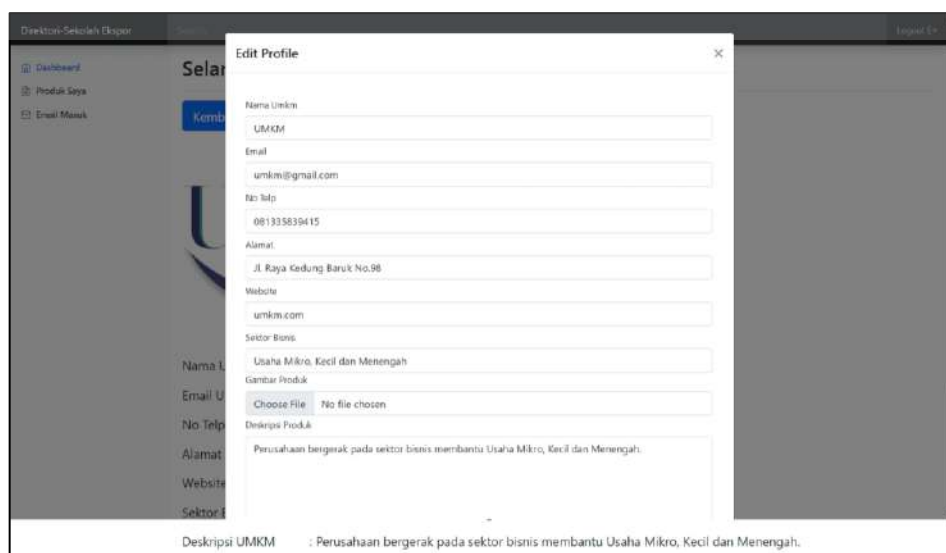 Direktori-Sekolah Ekspor
Search
Logout
Dashboard
Produk Saya
Email Masuk
Selar
Kemb
Edit Profile
×
Nama Umkm
UMKM
Email
umkm@gmail.com
No Telp
081335839415
Alamat
Jl. Raya Kedung Baruk No.98
Website
umkm.com
Sektor Bisnis
Usaha Mikro, Kecil dan Menengah
Gambar Produk
Choose File No file chosen
Deskripsi Produk
Perusahaan bergerak pada sektor bisnis membantu Usaha Mikro, Kecil dan Menengah.
Nama U
Email U
No Telp
Alamat
Website
Sektor B
Deskripsi UMKM : Perusahaan bergerak pada sektor bisnis membantu Usaha Mikro, Kecil dan Menengah.